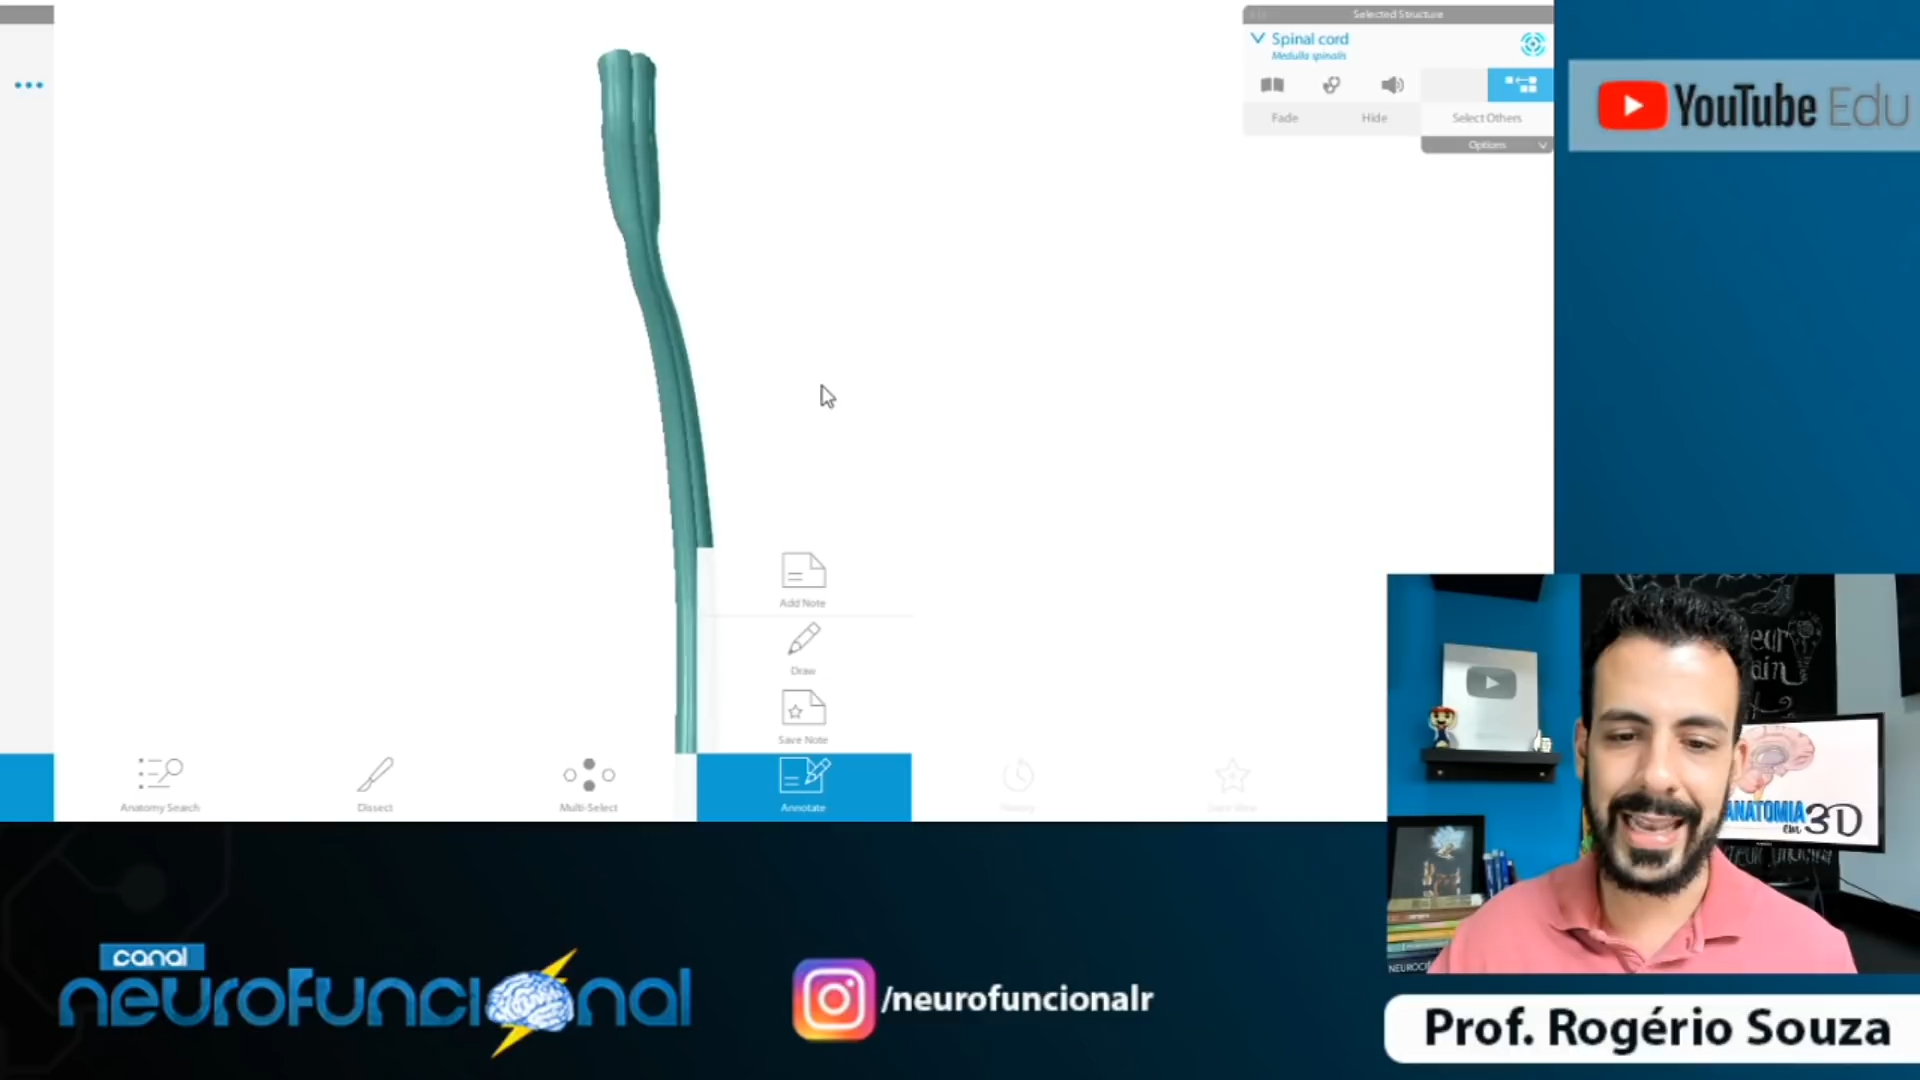 Selected Structure
Spinal cord
Medulla spinalis
Fade
Hide
Select Others
Options
YouTube Edu
Add Note
Draw
Save Note
Anatomy Search
Dissect
Multi-Select
Annotate
ANATOMIA
em 3D
canal
neurofuncional
/neurofuncionalr
Prof. Rogério Souza